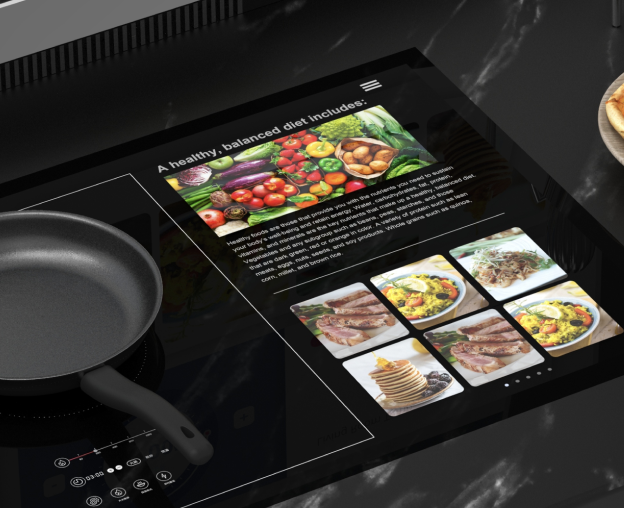 A healthy, balanced diet includes:
Healthy foods are those that provide you with the nutrients you need to sustain
your body's well-being and retain energy. Water, carbohydrates, fat, protein,
vitamins, and minerals are the key nutrients that make up a healthy, balanced diet.
Vegetables and any subgroup such as beans, peas, starches, and those
that are dark green, red or orange in color. A variety of protein such as lean
meats, eggs, nuts, seeds, and soy products. Whole grains such as quinoa,
corn, millet, and brown rice.
03:00